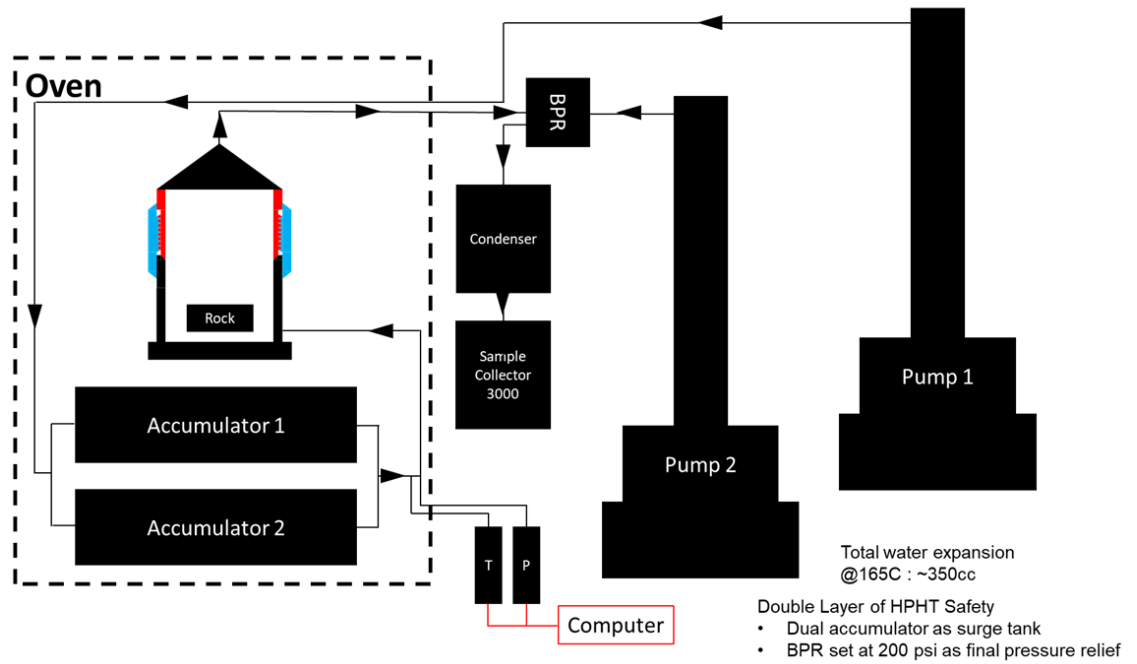 Oven
BPR
Condenser
Rock
Sample
Collector
3000
Pump 1
Accumulator 1
Pump 2
Accumulator 2
T
P
Computer
Total water expansion
@165C : ~350cc
Double Layer of HPHT Safety
• Dual accumulator as surge tank
• BPR set at 200 psi as final pressure relief